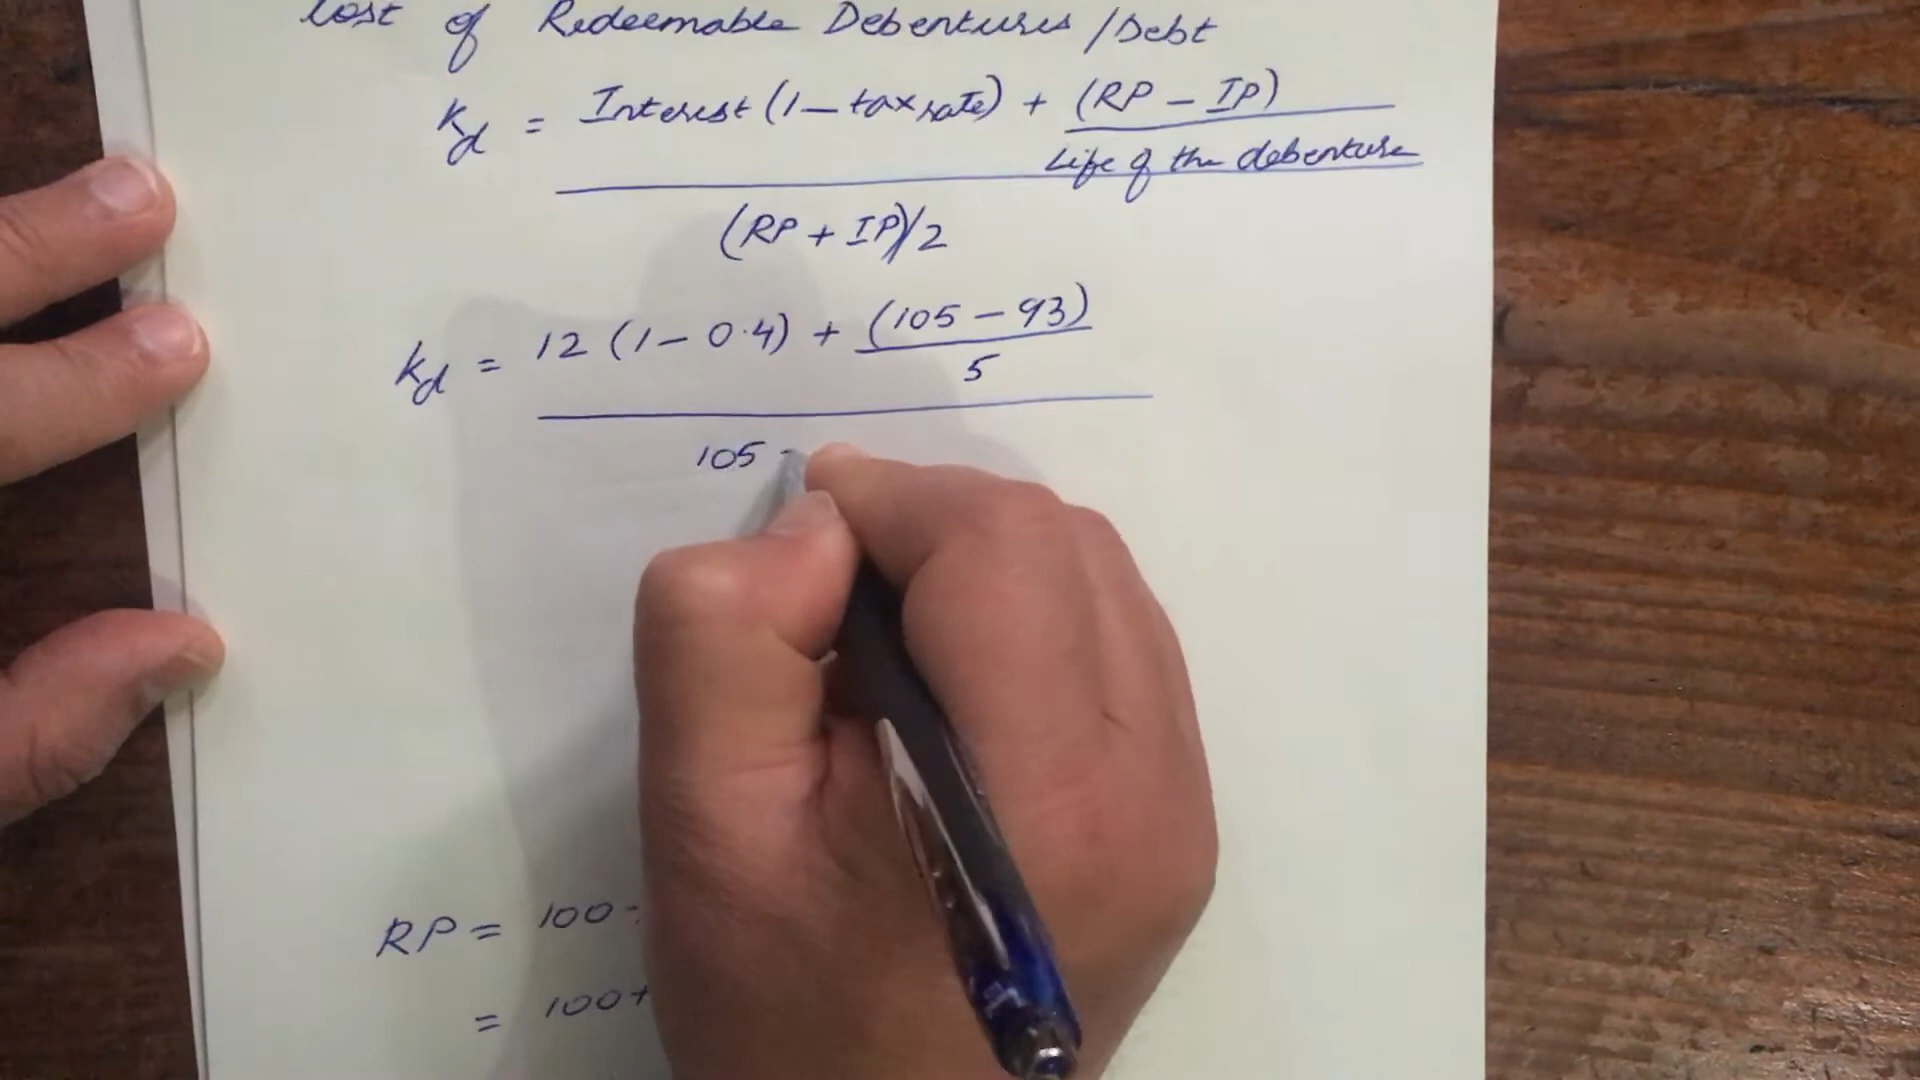 Cost of Redeemable Debentures / Debt
Kd = Interest (1 - tax rate) + (RP - IP)
Life of the debenture
(RP + IP)/2
Kd = 12 (1 - 0.4) + (105 - 93)
5
105
RP = 100
= 100+